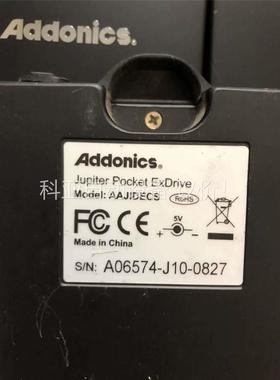 Addonics.
Addonics®
Jupiter Pocket ExDrive
Model: AAJIDECS
RoHS
FC CE
5V
Made in China
S/N: A06574-J10-0827